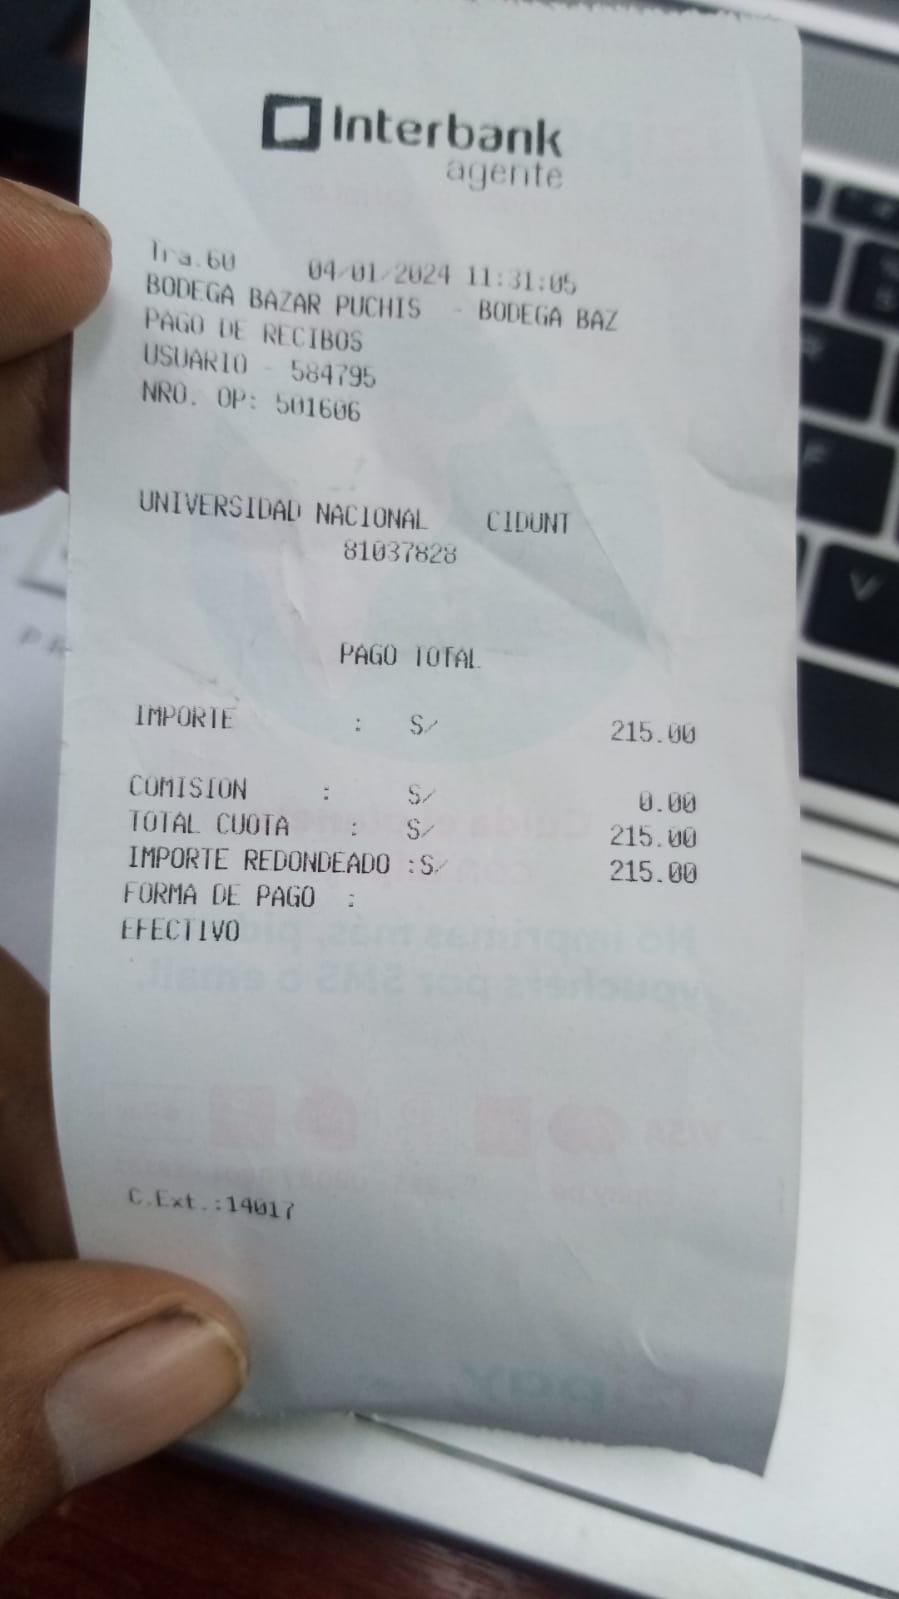 Interbank
agente
Tra.60 04/01/2024 11:31:05
BODEGA BAZAR PUCHIS - BODEGA BAZ
PAGO DE RECIBOS
USUARIO - 584795
NRO. OP: 501606
UNIVERSIDAD NACIONAL CIDUNT
81037828
PAGO TOTAL
IMPORTE : S/ 215.00
COMISION : S/ 0.00
TOTAL CUOTA : S/ 215.00
IMPORTE REDONDEADO :S/ 215.00
FORMA DE PAGO :
EFECTIVO
C.Ext.:14017